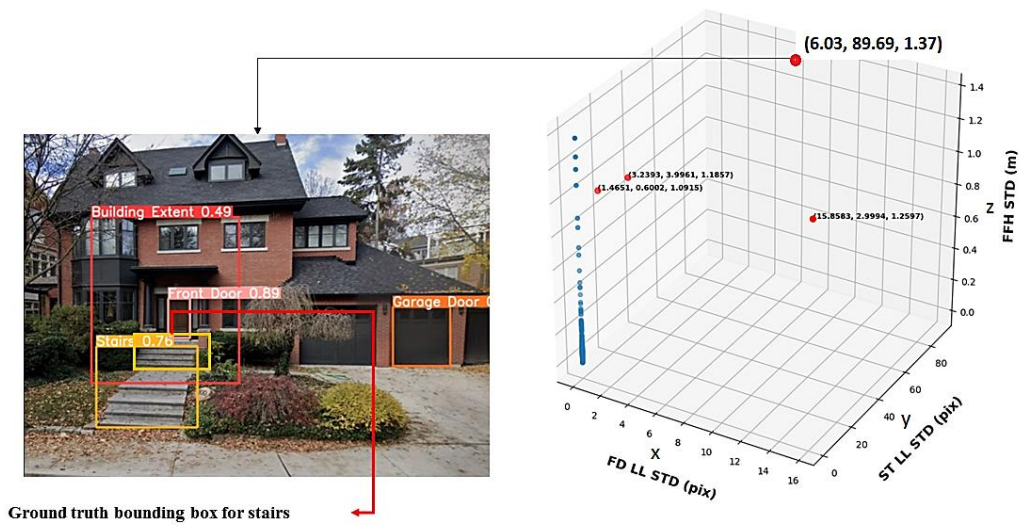 (6.03, 89.69, 1.37)
Building Extent 0.49
Front Door 0.89
Garage Door 0
Stairs 0.76
Ground truth bounding box for stairs
(3.2393, 3.9961, 1.1857)
(1.4651, 0.6002, 1.0915)
(15.8583, 2.9994, 1.2597)
1.4
1.2
1.0
0.8
0.6
0.4
0.2
0.0
z
FFH STD (m)
80
60
40
20
0
y
ST LL STD (pix)
0
2
4
6
8
10
12
14
16
x
FD LL STD (pix)